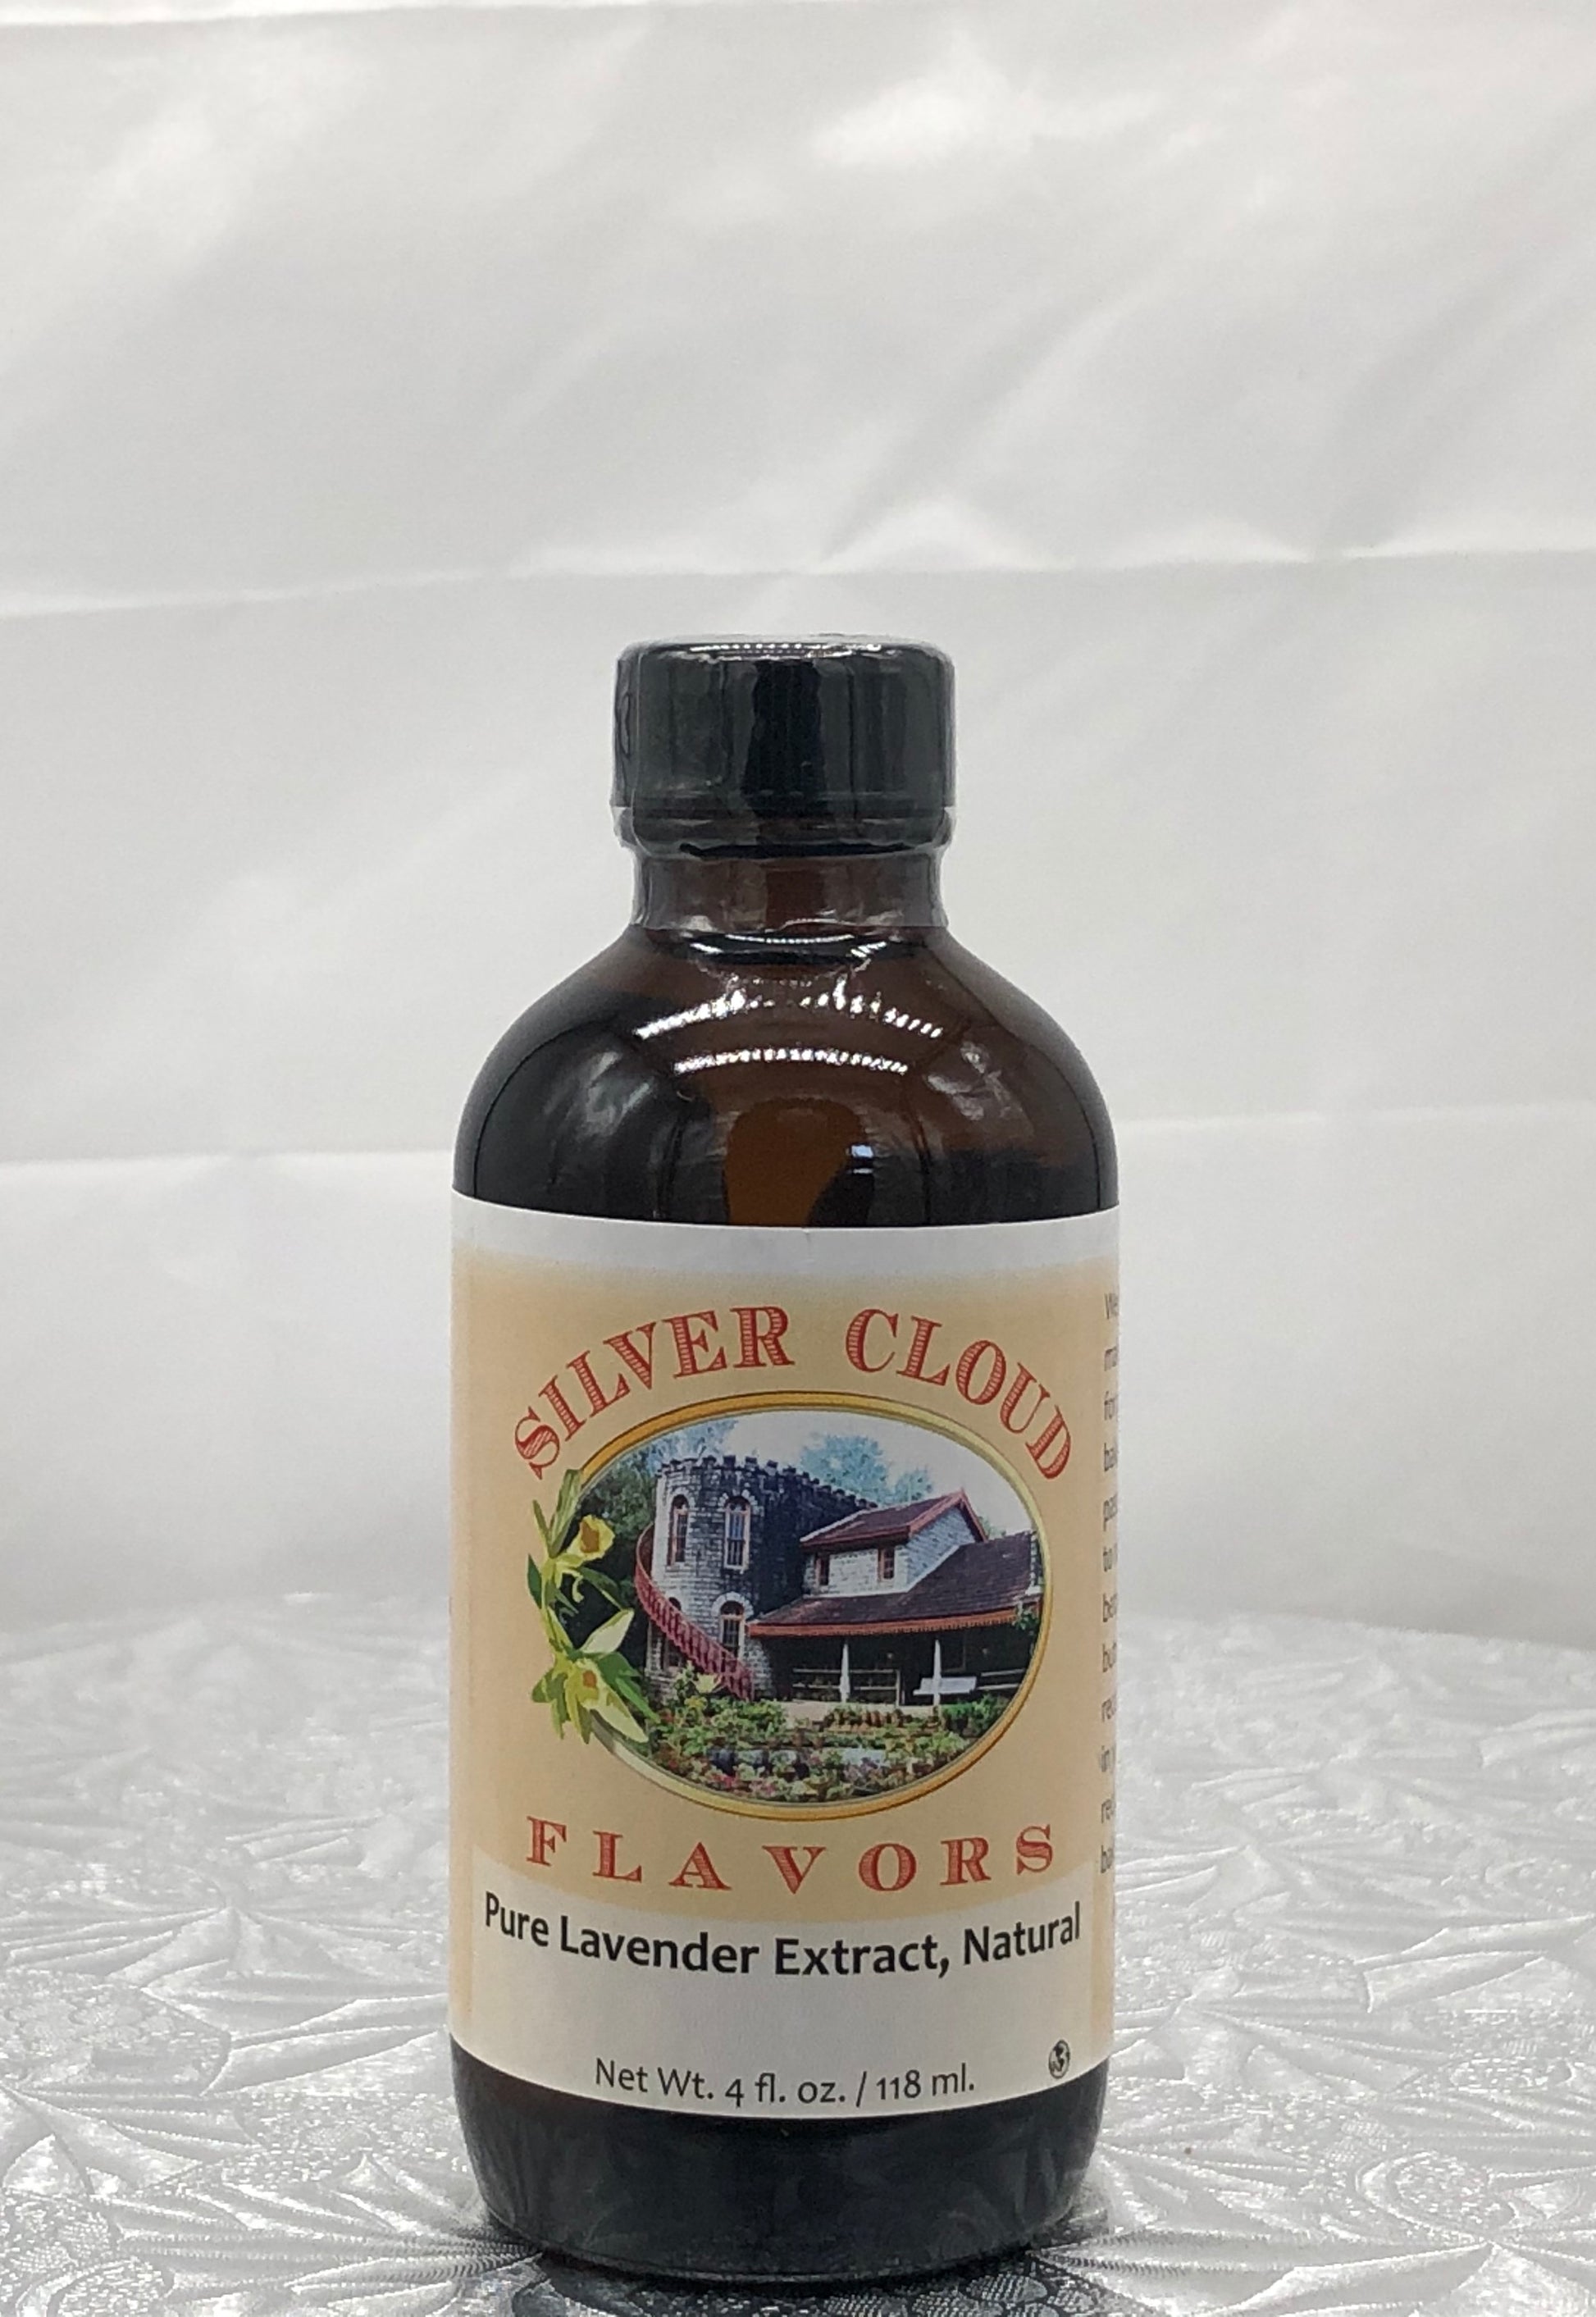 SILVER CLOUD
FLAVORS
Pure Lavender Extract, Natural
Net Wt. 4 fl. oz. / 118 ml.